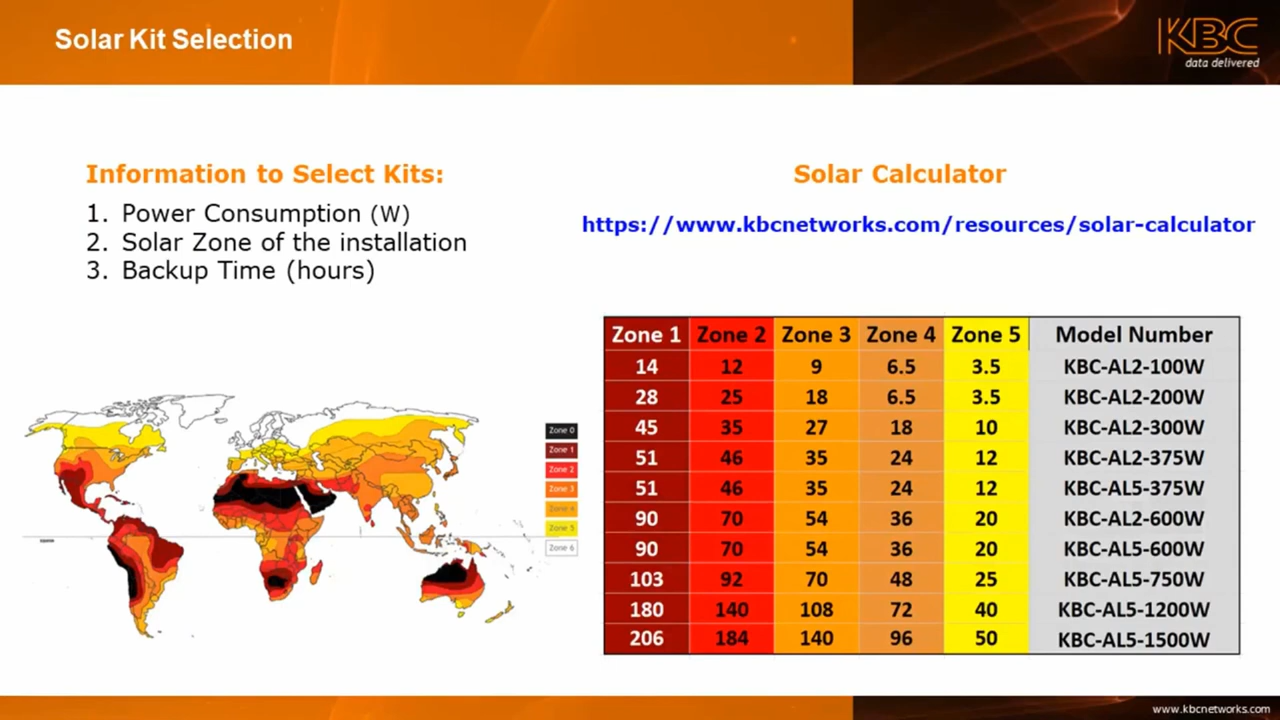 Solar Kit Selection
KBC
data delivered
Information to Select Kits:
1. Power Consumption (W)
2. Solar Zone of the installation
3. Backup Time (hours)
Solar Calculator
https://www.kbcnetworks.com/resources/solar-calculator
Zone 0
Zone 1
Zone 2
Zone 3
Zone 4
Zone 5
Zone 6
Zone 1 Zone 2 Zone 3 Zone 4 Zone 5 Model Number
14 12 9 6.5 3.5 KBC-AL2-100W
28 25 18 6.5 3.5 KBC-AL2-200W
45 35 27 18 10 KBC-AL2-300W
51 46 35 24 12 KBC-AL2-375W
51 46 35 24 12 KBC-AL5-375W
90 70 54 36 20 KBC-AL2-600W
90 70 54 36 20 KBC-AL5-600W
103 92 70 48 25 KBC-AL5-750W
180 140 108 72 40 KBC-AL5-1200W
206 184 140 96 50 KBC-AL5-1500W
www.kbcnetworks.com